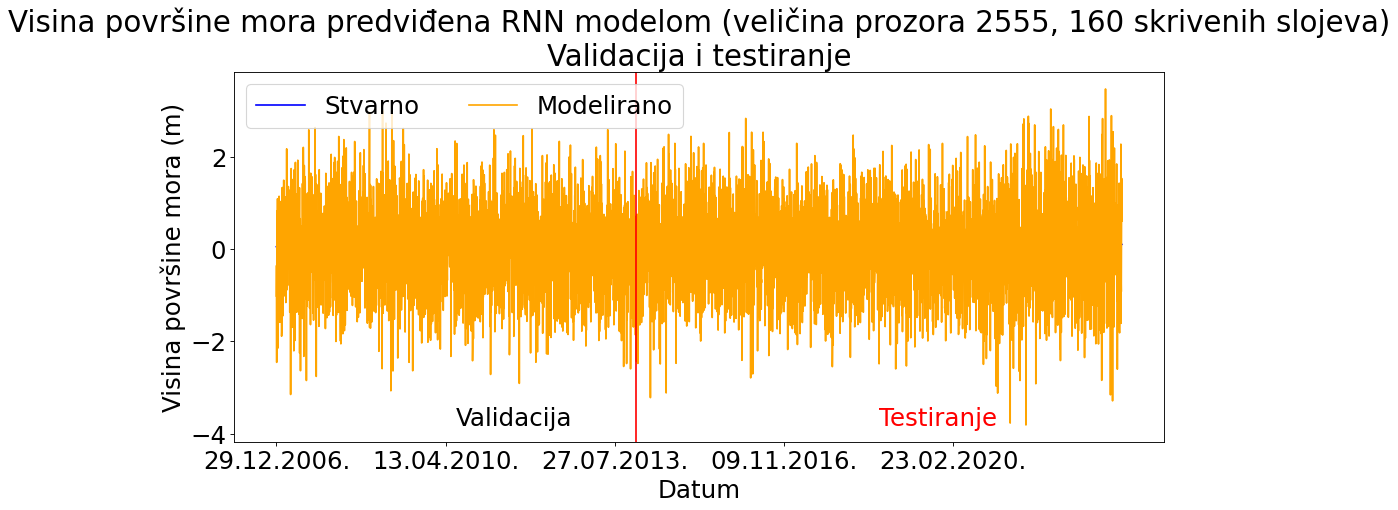 Visina površine mora predviđena RNN modelom (veličina prozora 2555, 160 skrivenih slojeva)
Validacija i testiranje
Stvarno
Modelirano
Visina površine mora (m)
2
0
−2
−4
Validacija
Testiranje
29.12.2006.
13.04.2010.
27.07.2013.
09.11.2016.
23.02.2020.
Datum